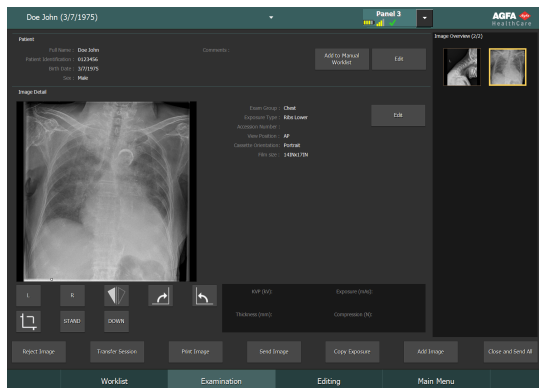 Doe John (3/7/1975)
Panel 3
AGFA
HealthCare
Patient
Full Name : Doe John
Patient Identification : 0123456
Birth Date : 3/7/1975
Sex : Male
Comments :
Add to Manual
Worklist
Edit
Image Overview (2/2)
Image Detail
Exam Group : Chest
Exposure Type : Ribs Lower
Accession Number :
View Position : AP
Cassette Orientation: Portrait
Film size : 14INx17IN
Edit
L
R
STAND
DOWN
KVP (kV):
Exposure (mAs):
Thickness (mm):
Compression (N):
Reject Image
Transfer Session
Print Image
Send Image
Copy Exposure
Add Image
Close and Send All
Worklist
Examination
Editing
Main Menu